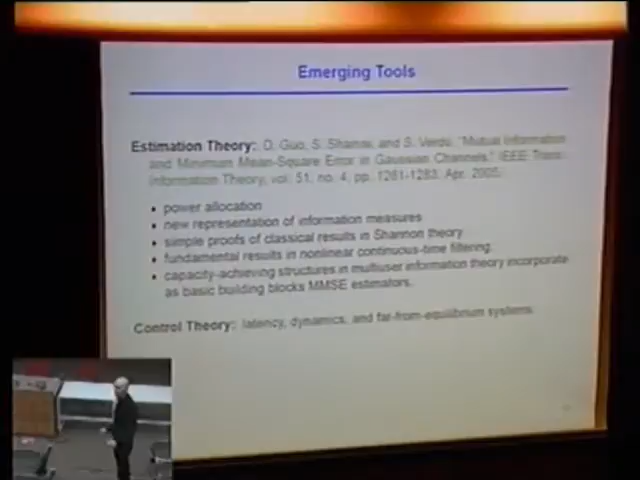 Emerging Tools
Estimation Theory: D. Guo, S. Shamai, and S. Verdu, "Mutual Information
and Minimum Mean-Square Error in Gaussian Channels," IEEE Trans.
Information Theory, vol. 51, no. 4, pp. 1261-1283, Apr. 2005.
• power allocation
• new representation of information measures
• simple proofs of classical results in Shannon theory
• fundamental results in nonlinear continuous-time filtering.
• capacity-achieving structures in multiuser information theory incorporate
as basic building blocks MMSE estimators.
Control Theory: latency, dynamics, and far-from-equilibrium systems.